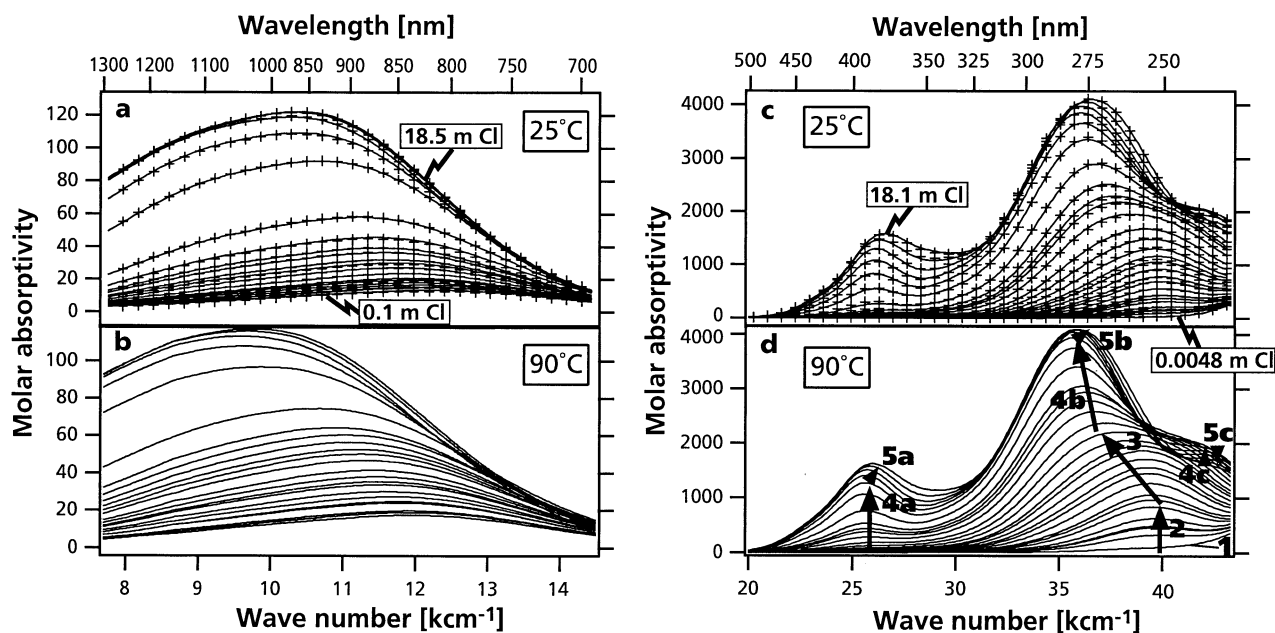 Wavelength [nm]
1300 1200 1100 1000 950 900 850 800 750 700
a
25°C
18.5 m Cl
0.1 m Cl
120
100
80
60
40
20
0
b
90°C
100
80
60
40
20
0
8 9 10 11 12 13 14
Wave number [kcm-1]
Molar absorptivity
Wavelength [nm]
500 450 400 350 325 300 275 250
c
25°C
18.1 m Cl
0.0048 m Cl
4000
3000
2000
1000
0
d
90°C
5b
4b
5c
3
4c
5a
4a
2
1
4000
3000
2000
1000
0
20 25 30 35 40
Wave number [kcm-1]
Molar absorptivity